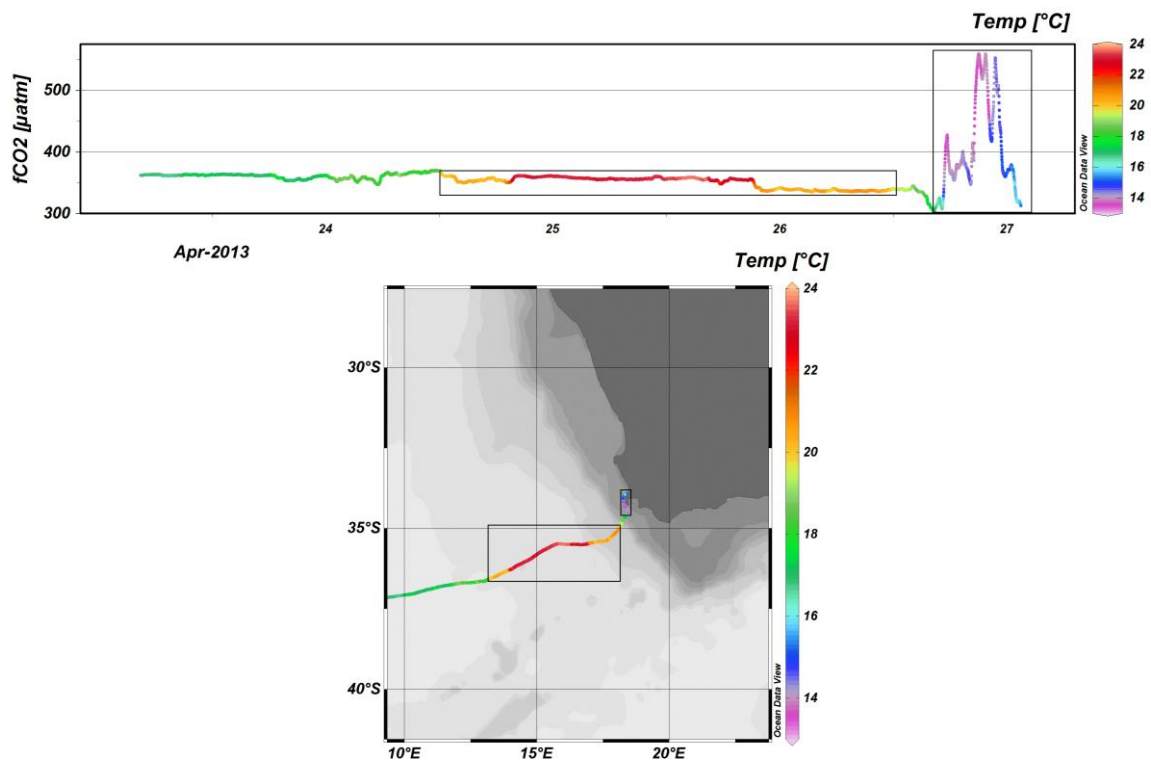 Temp [°C]
fCO2 [µatm]
500
400
300
24
25
26
27
Apr-2013
24
22
20
18
16
14
Ocean Data View
Temp [°C]
30°S
35°S
40°S
10°E
15°E
20°E
24
22
20
18
16
14
Ocean Data View